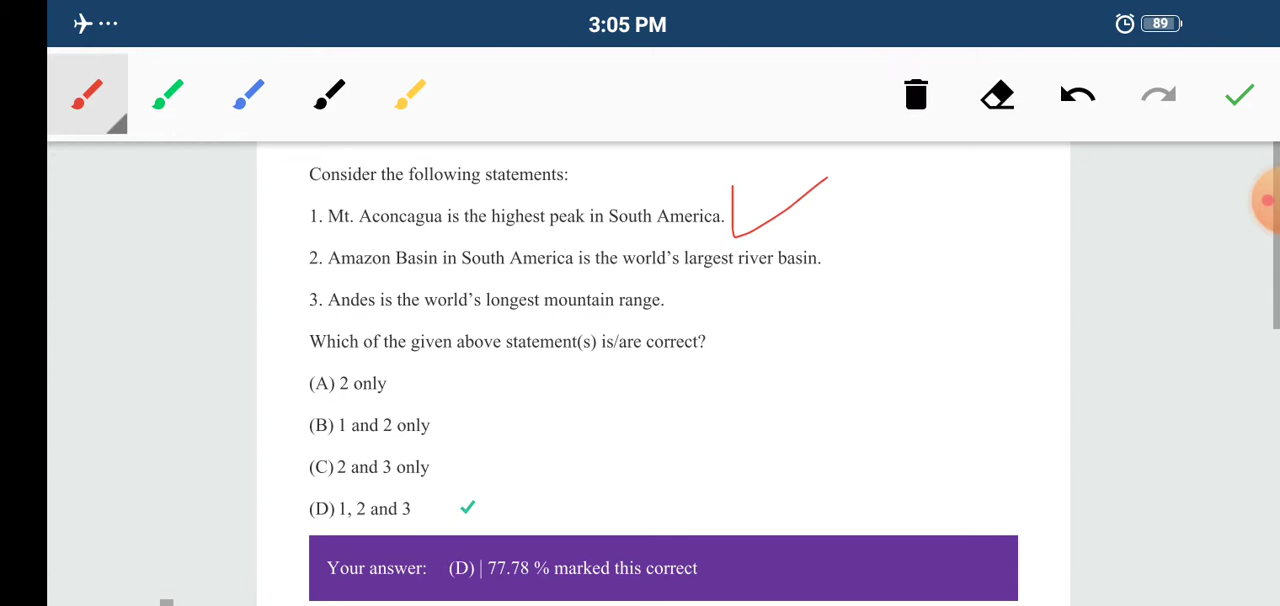 3:05 PM
89
Consider the following statements:
1. Mt. Aconcagua is the highest peak in South America.
2. Amazon Basin in South America is the world's largest river basin.
3. Andes is the world's longest mountain range.
Which of the given above statement(s) is/are correct?
(A) 2 only
(B) 1 and 2 only
(C) 2 and 3 only
(D) 1, 2 and 3
Your answer: (D) | 77.78 % marked this correct